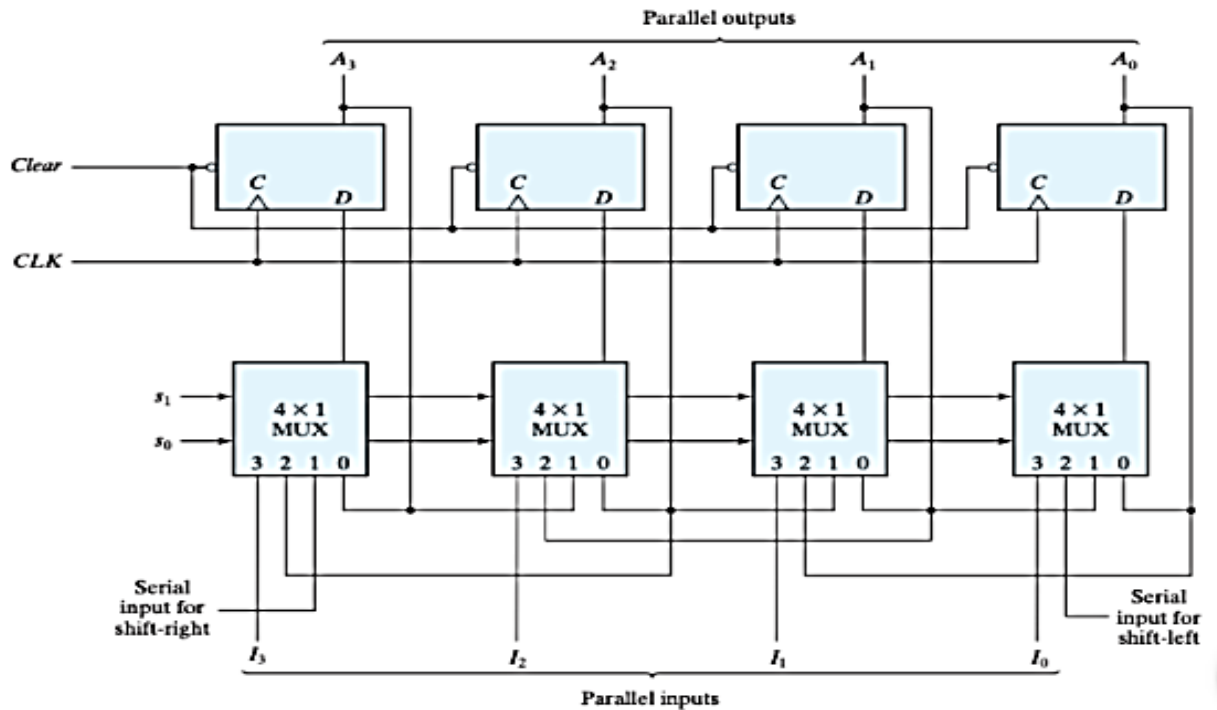 Parallel outputs
A3 A2 A1 A0
Clear
C D C D C D C D
CLK
s1
s0
4 × 1
MUX
3 2 1 0
4 × 1
MUX
3 2 1 0
4 × 1
MUX
3 2 1 0
4 × 1
MUX
3 2 1 0
Serial
input for
shift-right
Serial
input for
shift-left
I3 I2 I1 I0
Parallel inputs